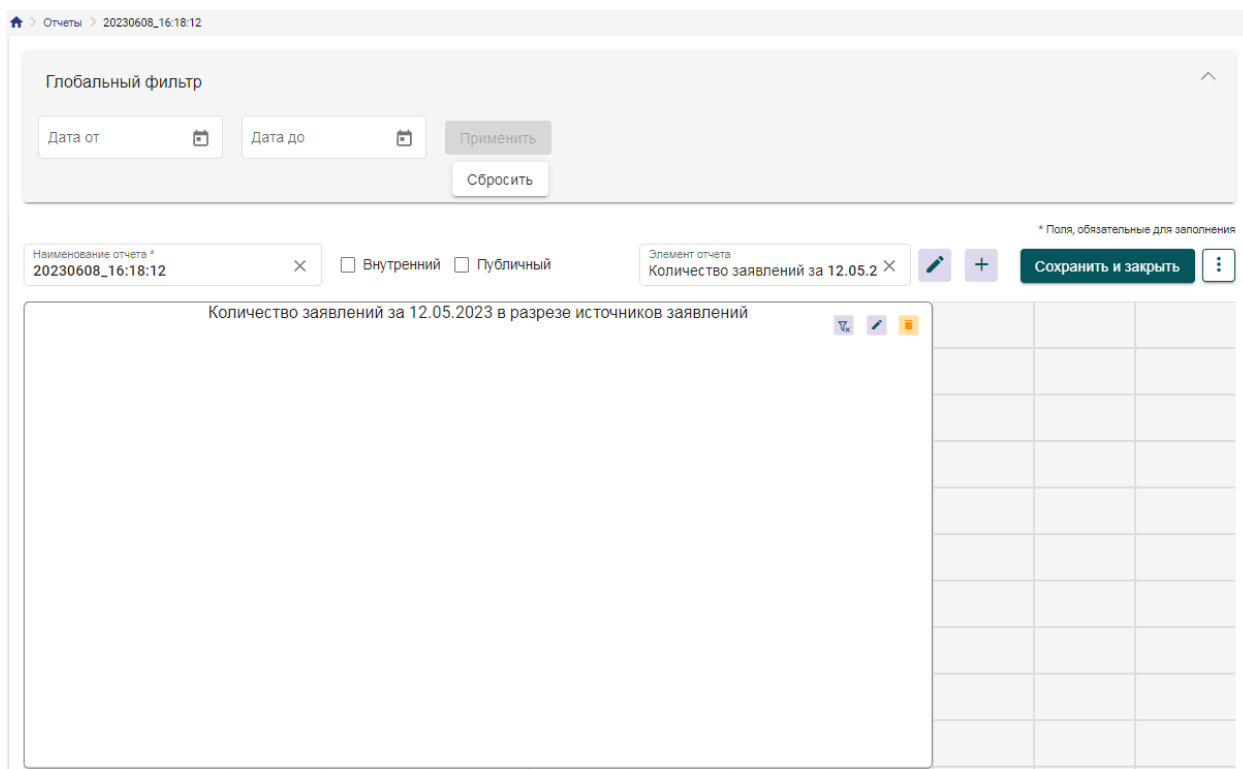 Отчеты 20230608_16:18:12
Глобальный фильтр
Дата от Дата до Применить
Сбросить
* Поля, обязательные для заполнения
Наименование отчета *
20230608_16:18:12
Внутренний Публичный
Элемент отчета
Количество заявлений за 12.05.2
Сохранить и закрыть
Количество заявлений за 12.05.2023 в разрезе источников заявлений